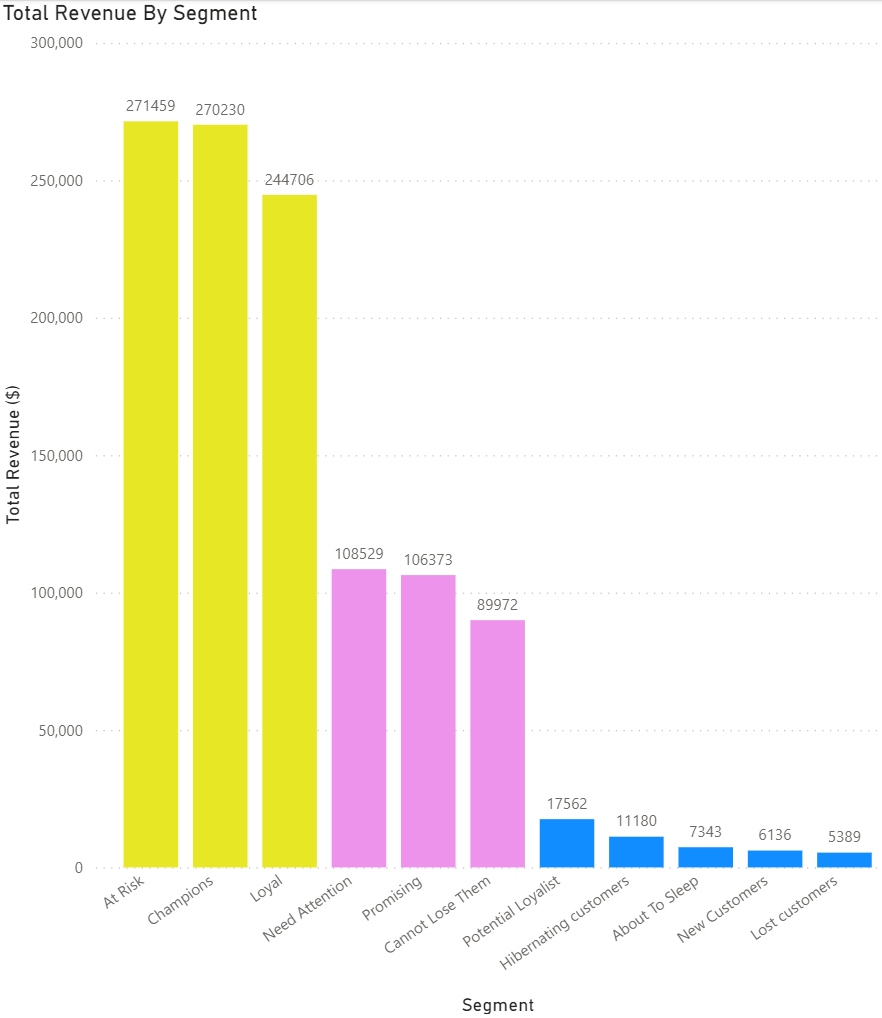 Total Revenue By Segment
300,000
250,000
200,000
150,000
100,000
50,000
0
Total Revenue ($)
271459
270230
244706
108529
106373
89972
17562
11180
7343
6136
5389
At Risk
Champions
Loyal
Need Attention
Promising
Cannot Lose Them
Potential Loyalist
Hibernating customers
About To Sleep
New Customers
Lost customers
Segment